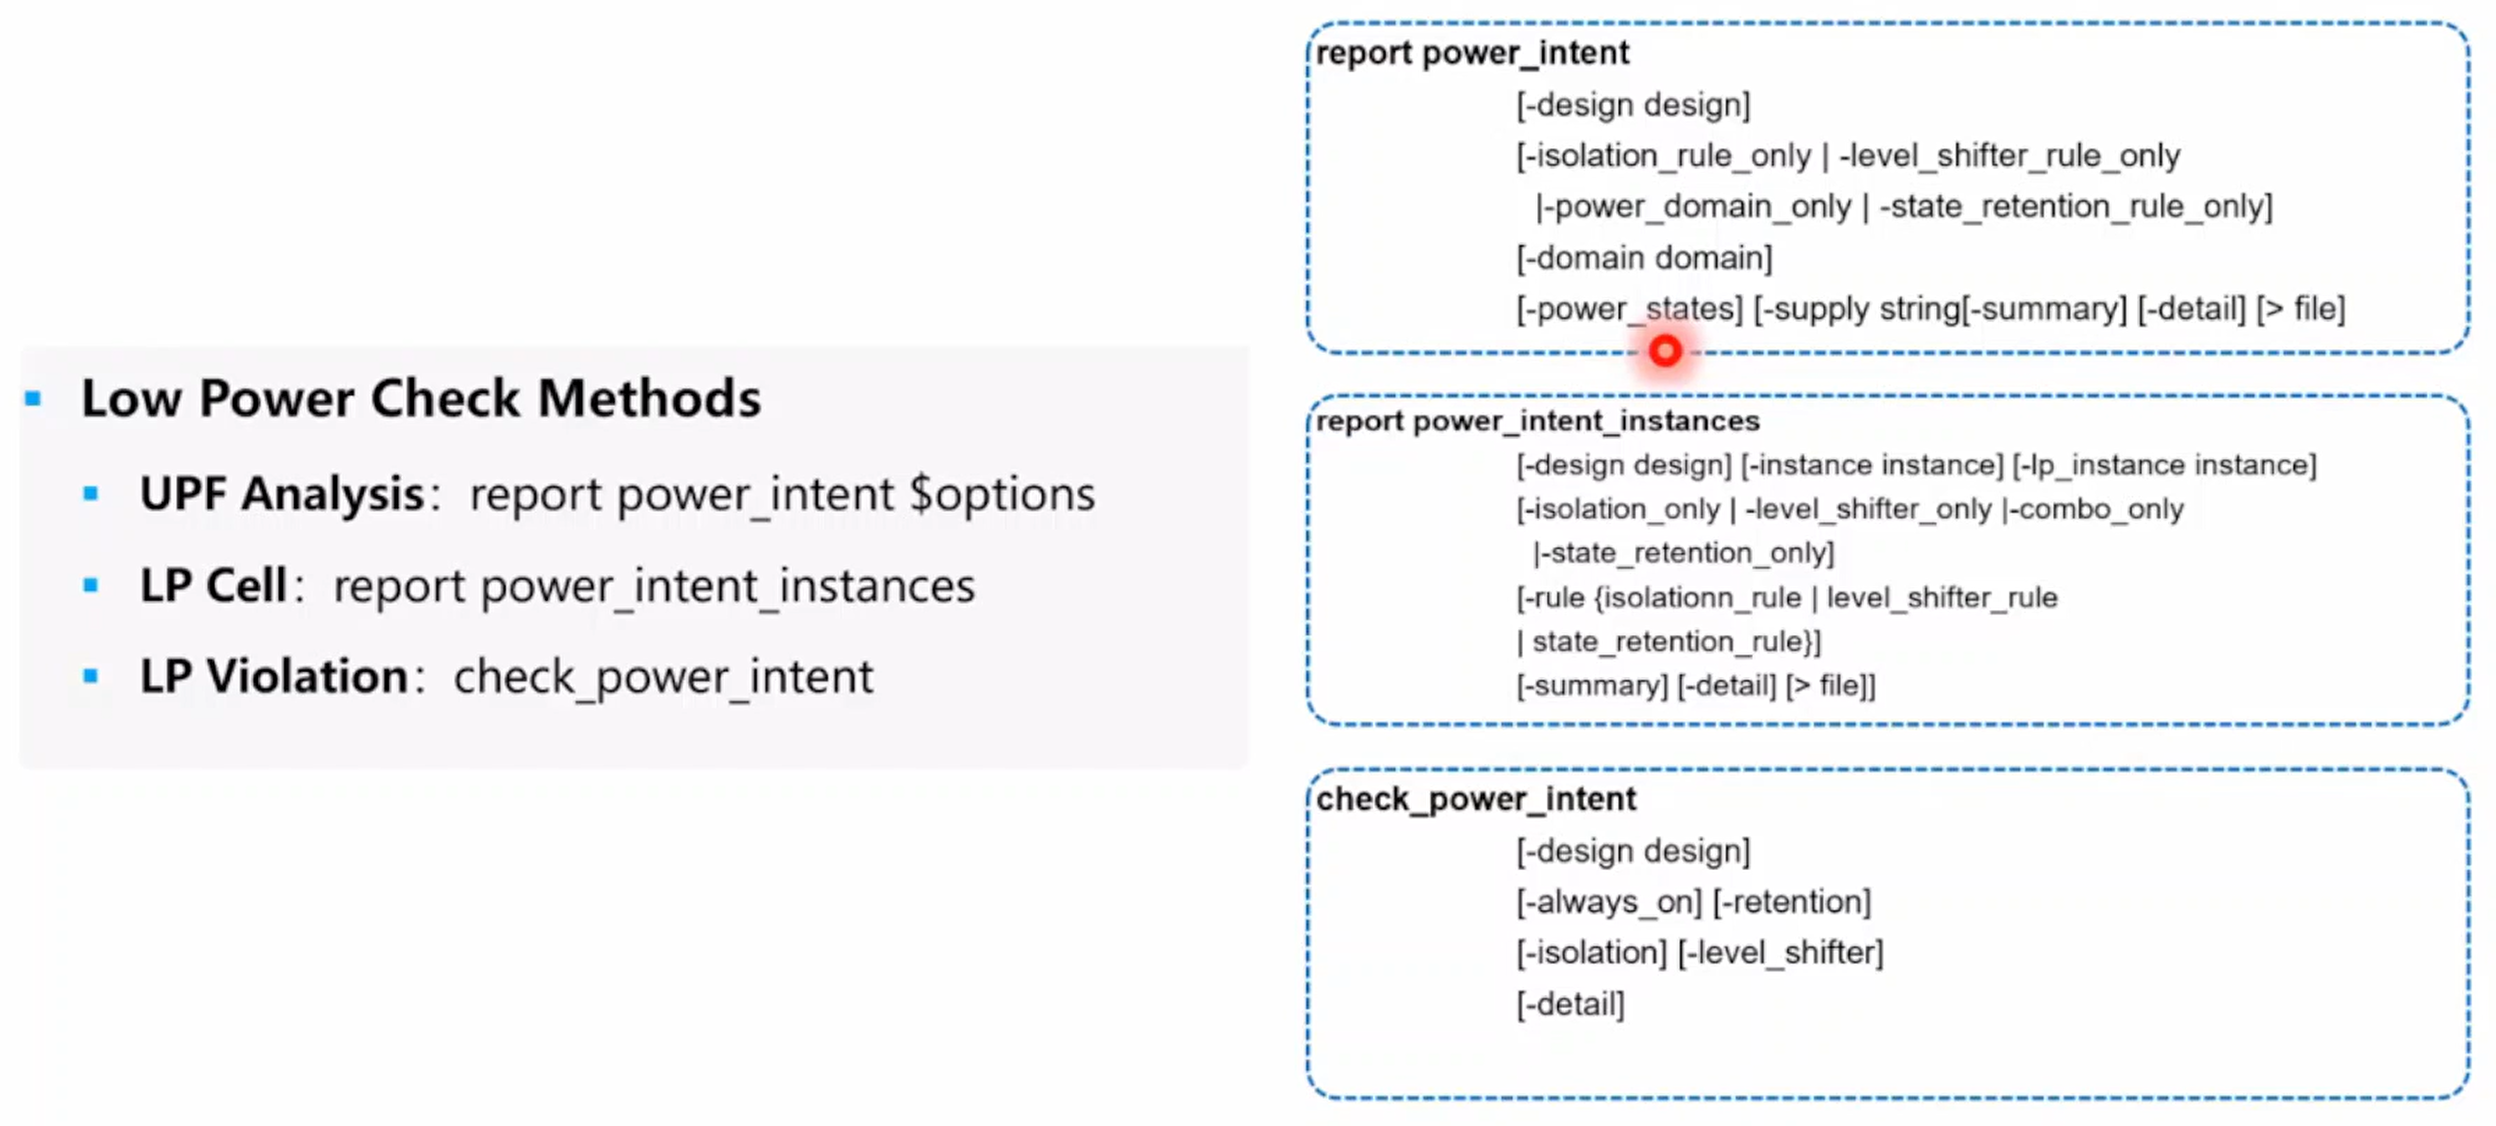 Low Power Check Methods
UPF Analysis：report power_intent $options
LP Cell：report power_intent_instances
LP Violation：check_power_intent
report power_intent
[-design design]
[-isolation_rule_only | -level_shifter_rule_only
|-power_domain_only | -state_retention_rule_only]
[-domain domain]
[-power_states] [-supply string[-summary] [-detail] [> file]
report power_intent_instances
[-design design] [-instance instance] [-lp_instance instance]
[-isolation_only | -level_shifter_only |-combo_only
|-state_retention_only]
[-rule {isolationn_rule | level_shifter_rule
| state_retention_rule}]
[-summary] [-detail] [> file]]
check_power_intent
[-design design]
[-always_on] [-retention]
[-isolation] [-level_shifter]
[-detail]